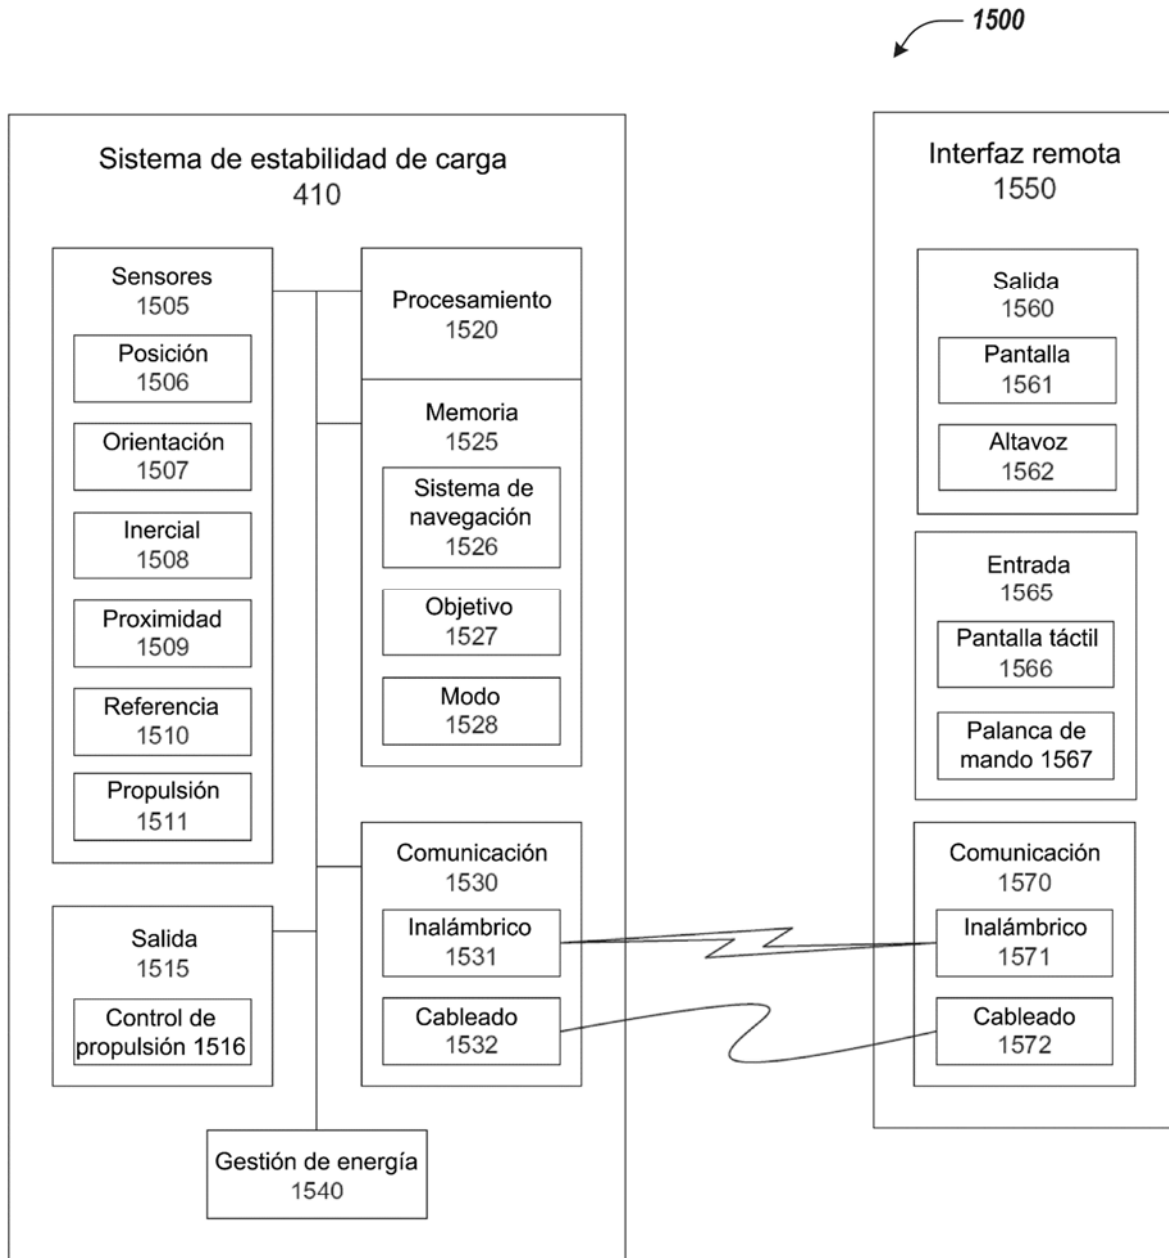 1500
Sistema de estabilidad de carga
410
Sensores
1505
Posición
1506
Orientación
1507
Inercial
1508
Proximidad
1509
Referencia
1510
Propulsión
1511
Salida
1515
Control de
propulsión 1516
Procesamiento
1520
Memoria
1525
Sistema de
navegación
1526
Objetivo
1527
Modo
1528
Comunicación
1530
Inalámbrico
1531
Cableado
1532
Gestión de energía
1540
Interfaz remota
1550
Salida
1560
Pantalla
1561
Altavoz
1562
Entrada
1565
Pantalla táctil
1566
Palanca de
mando 1567
Comunicación
1570
Inalámbrico
1571
Cableado
1572